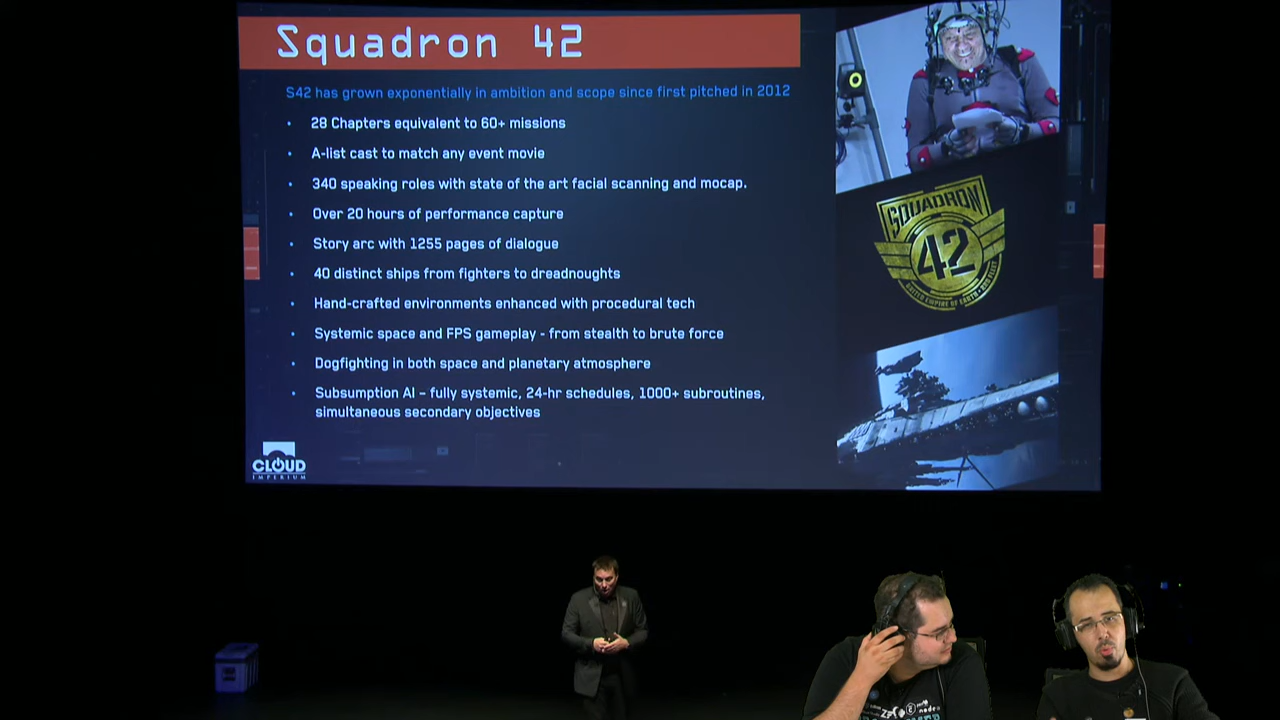 Squadron 42
S42 has grown exponentially in ambition and scope since first pitched in 2012
• 28 Chapters equivalent to 60+ missions
• A-list cast to match any event movie
• 340 speaking roles with state of the art facial scanning and mocap.
• Over 20 hours of performance capture
• Story arc with 1255 pages of dialogue
• 40 distinct ships from fighters to dreadnoughts
• Hand-crafted environments enhanced with procedural tech
• Systemic space and FPS gameplay - from stealth to brute force
• Dogfighting in both space and planetary atmosphere
• Subsumption AI – fully systemic, 24-hr schedules, 1000+ subroutines,
simultaneous secondary objectives
SQUADRON
42
CLOUD
IMPERIUM